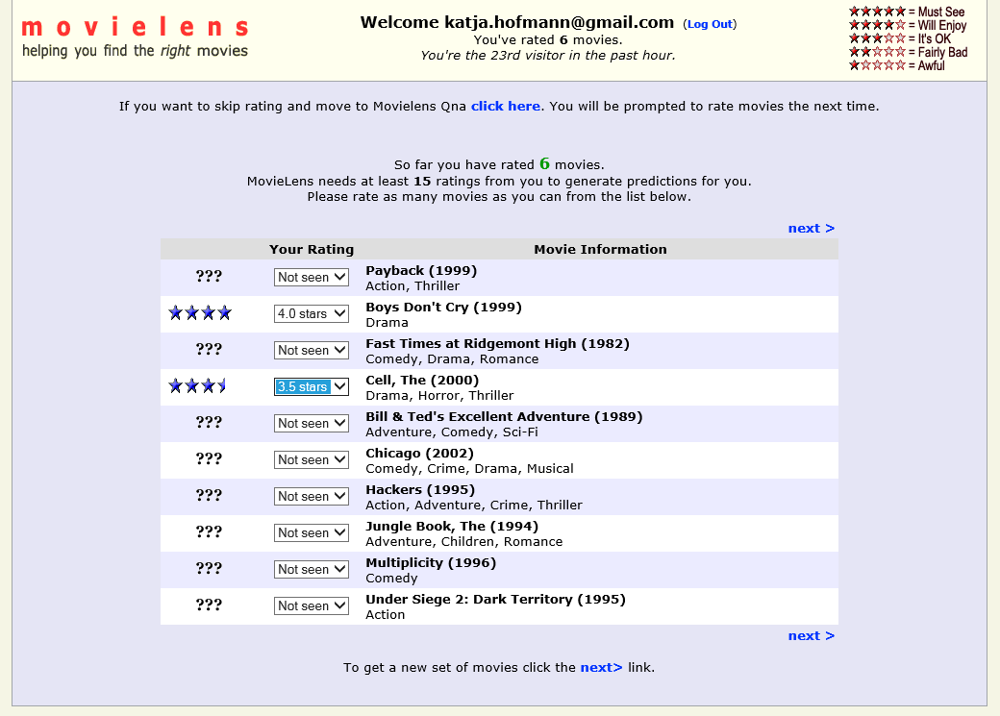 movielens
helping you find the right movies
Welcome katja.hofmann@gmail.com (Log Out)
You've rated 6 movies.
You're the 23rd visitor in the past hour.
= Must See
= Will Enjoy
= It's OK
= Fairly Bad
= Awful
If you want to skip rating and move to Movielens Qna click here. You will be prompted to rate movies the next time.
So far you have rated 6 movies.
MovieLens needs at least 15 ratings from you to generate predictions for you.
Please rate as many movies as you can from the list below.
next >
Your Rating Movie Information
??? Not seen Payback (1999)
Action, Thriller
4.0 stars Boys Don't Cry (1999)
Drama
??? Not seen Fast Times at Ridgemont High (1982)
Comedy, Drama, Romance
3.5 stars Cell, The (2000)
Drama, Horror, Thriller
??? Not seen Bill & Ted's Excellent Adventure (1989)
Adventure, Comedy, Sci-Fi
??? Not seen Chicago (2002)
Comedy, Crime, Drama, Musical
??? Not seen Hackers (1995)
Action, Adventure, Crime, Thriller
??? Not seen Jungle Book, The (1994)
Adventure, Children, Romance
??? Not seen Multiplicity (1996)
Comedy
??? Not seen Under Siege 2: Dark Territory (1995)
Action
next >
To get a new set of movies click the next> link.